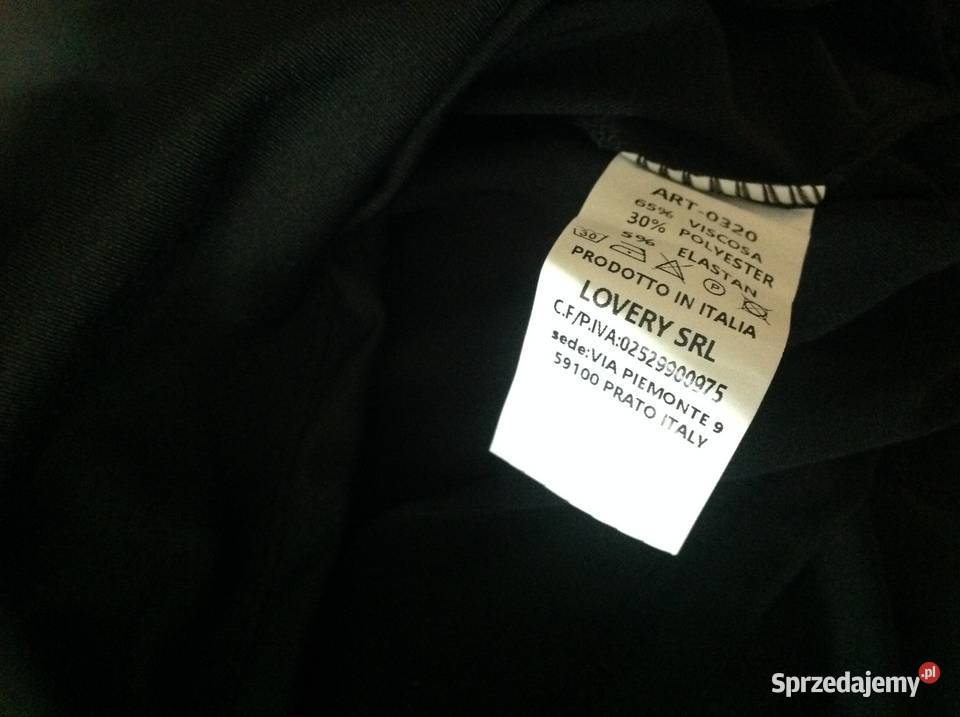 ART-0320
65% VISCOSA
30% POLYESTER
5% ELASTAN
30 P
PRODOTTO IN ITALIA
LOVERY SRL
C.F/P.IVA:02529900975
sede:VIA PIEMONTE 9
59100 PRATO ITALY
Sprzedajemy.pl